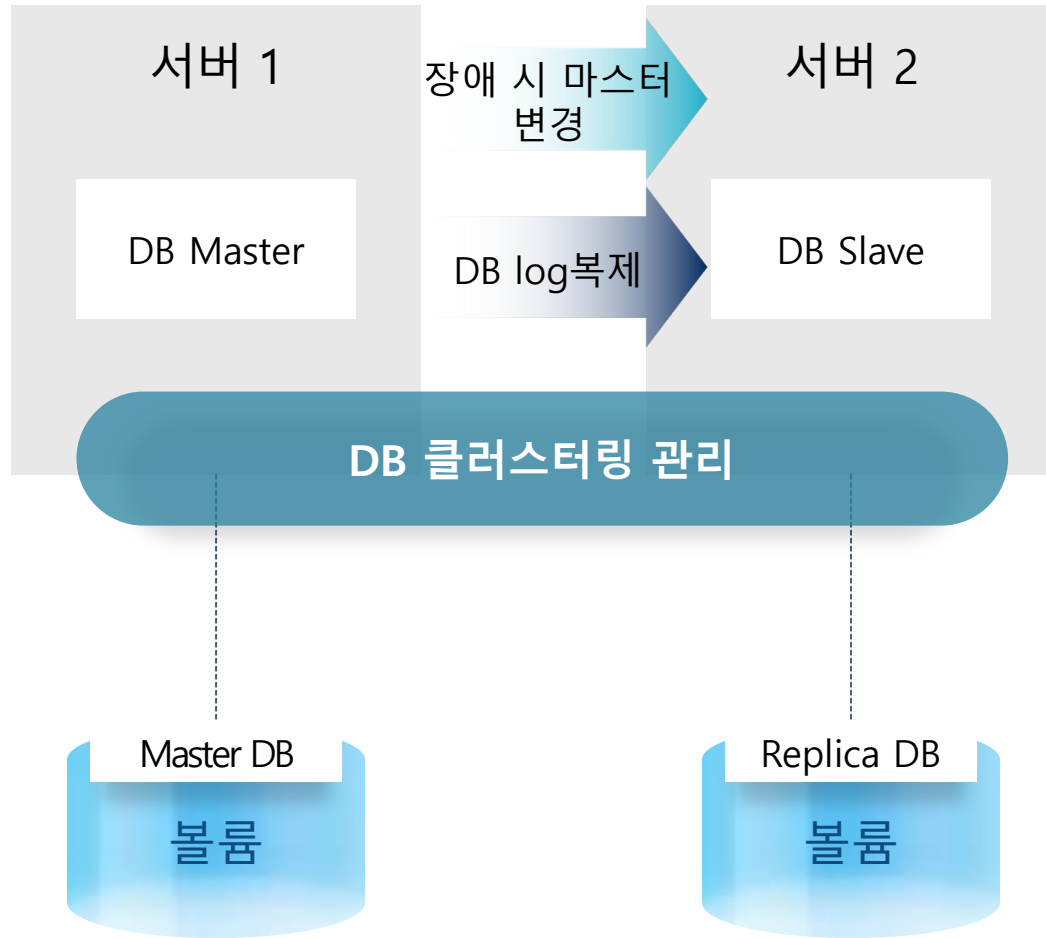 서버 1
장애 시 마스터
변경
서버 2
DB Master
DB log복제
DB Slave
DB 클러스터링 관리
Master DB
Replica DB
볼륨
볼륨